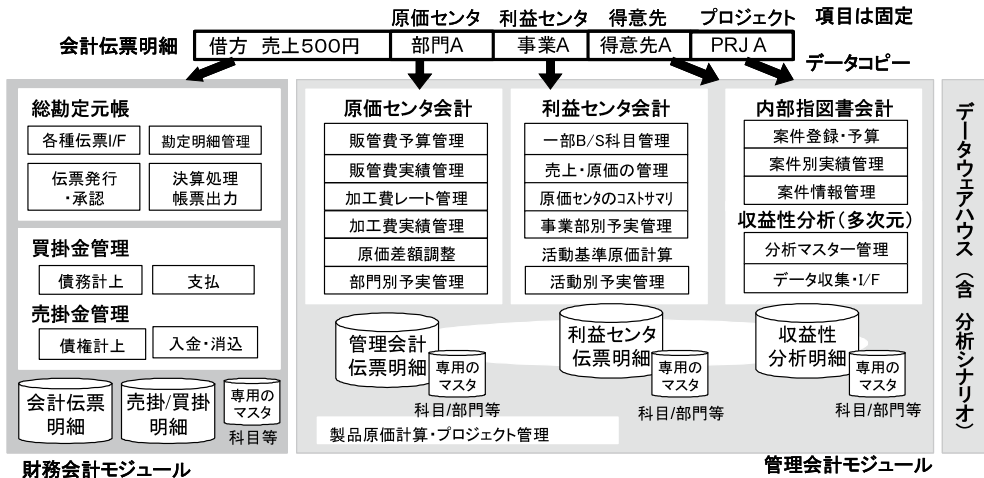 原価センタ 利益センタ 得意先 プロジェクト 項目は固定
会計伝票明細 借方 売上500円 部門A 事業A 得意先A PRJ A
データコピー
総勘定元帳
各種伝票I/F 勘定明細管理
伝票発行
・承認
決算処理
帳票出力
買掛金管理
債務計上 支払
売掛金管理
債権計上 入金・消込
会計伝票
明細
売掛/買掛
明細
専用の
マスタ
科目等
財務会計モジュール
原価センタ会計
販管費予算管理
販管費実績管理
加工費レート管理
加工費実績管理
原価差額調整
部門別予実管理
利益センタ会計
一部B/S科目管理
売上・原価の管理
原価センタのコストサマリ
事業部別予実管理
活動基準原価計算
活動別予実管理
内部指図書会計
案件登録・予算
案件別実績管理
案件情報管理
収益性分析(多次元)
分析マスター管理
データ収集・I/F
管理会計
伝票明細
専用の
マスタ
科目/部門等
利益センタ
伝票明細
専用の
マスタ
科目/部門等
収益性
分析明細
専用の
マスタ
科目/部門等
製品原価計算・プロジェクト管理
管理会計モジュール
データウェアハウス(含 分析シナリオ)